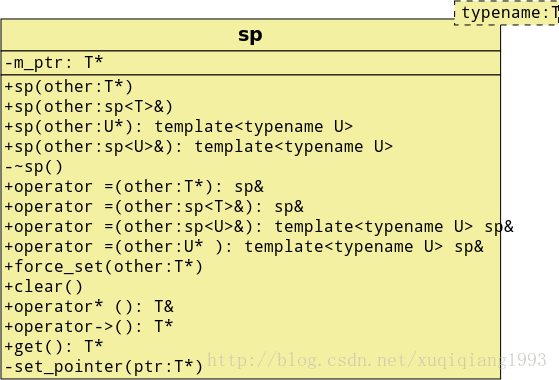 typename:T
sp
-m_ptr: T*
+sp(other:T*)
+sp(other:sp<T>&)
+sp(other:U*): template<typename U>
+sp(other:sp<U>&): template<typename U>
-~sp()
+operator =(other:T*): sp&
+operator =(other:sp<T>&): sp&
+operator =(other:sp<U>&): template<typename U> sp&
+operator =(other:U* ): template<typename U> sp&
+force_set(other:T*)
+clear()
+operator* (): T&
+operator->(): T*
+get(): T*
-set_pointer(ptr:T*)
http://blog.csdn.net/xuqiqiang1993